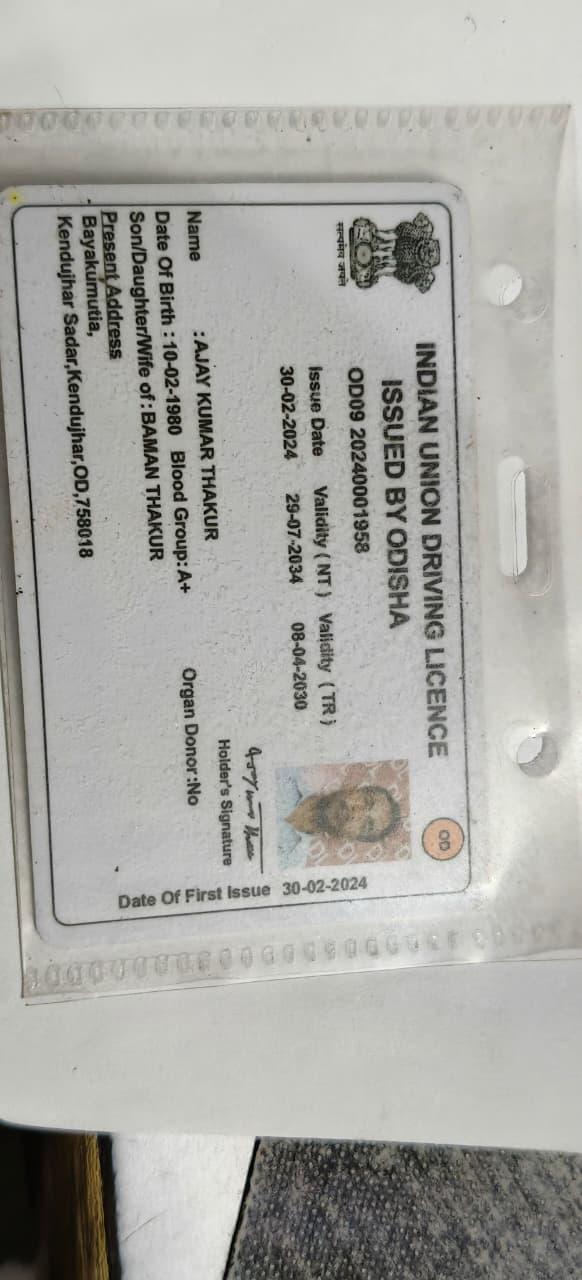 INDIAN UNION DRIVING LICENCE
ISSUED BY ODISHA
OD
सत्यमेव जयते
OD09 20240001958
Issue Date Validity ( NT ) Validity ( TR )
30-02-2024 29-07-2034 08-04-2030
Holder's Signature
Name : AJAY KUMAR THAKUR
Date Of Birth : 10-02-1980 Blood Group: A+ Organ Donor :No
Son/Daughter/Wife of : BAMAN THAKUR
Present Address
Bayakumutia,
Kendujhar Sadar,Kendujhar,OD,758018
Date Of First Issue 30-02-2024